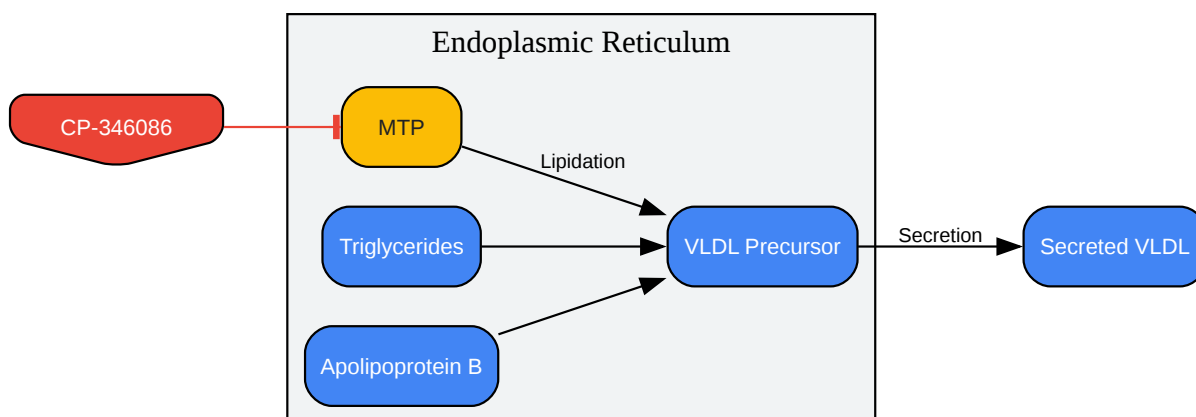 Endoplasmic Reticulum
CP-346086
MTP
Lipidation
Triglycerides
VLDL Precursor
Secretion
Secreted VLDL
Apolipoprotein B